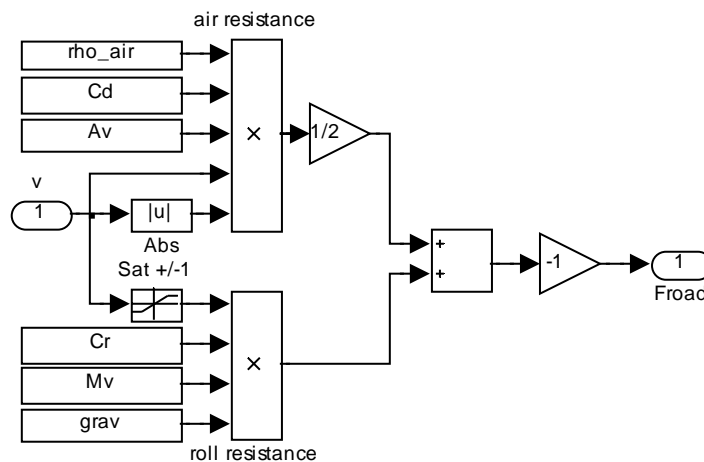 air resistance
rho_air
Cd
Av
×
1/2
v
1
|u|
Abs
Sat +/-1
+
+
-1
1
Froad
Cr
Mv
×
grav
roll resistance